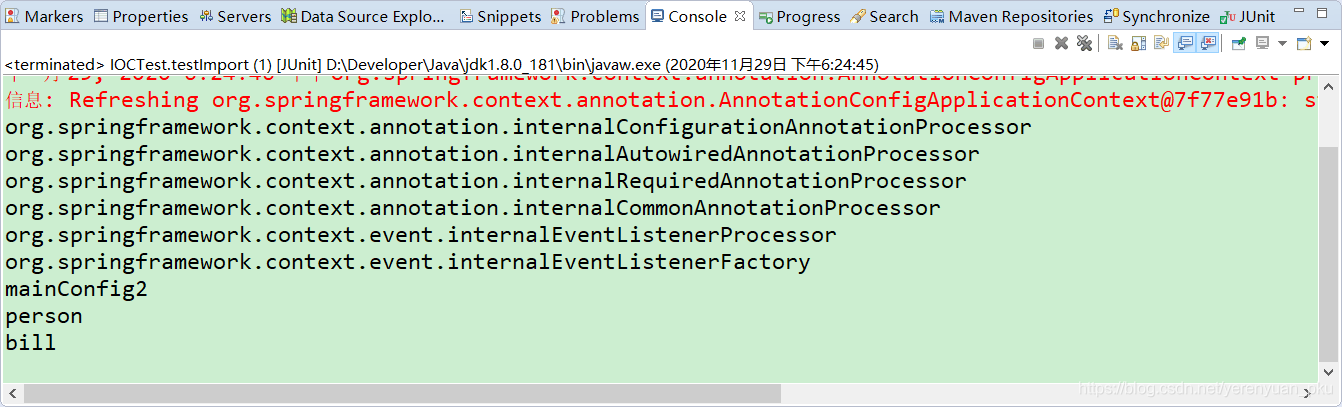 Markers Properties Servers Data Source Explo... Snippets Problems Console Progress Search Maven Repositories Synchronize JUnit
<terminated> IOCTest.testImport (1) [JUnit] D:\Developer\Java\jdk1.8.0_181\bin\javaw.exe (2020年11月29日 下午6:24:45)
信息: Refreshing org.springframework.context.annotation.AnnotationConfigApplicationContext@7f77e91b: s
org.springframework.context.annotation.internalConfigurationAnnotationProcessor
org.springframework.context.annotation.internalAutowiredAnnotationProcessor
org.springframework.context.annotation.internalRequiredAnnotationProcessor
org.springframework.context.annotation.internalCommonAnnotationProcessor
org.springframework.context.event.internalEventListenerProcessor
org.springframework.context.event.internalEventListenerFactory
mainConfig2
person
bill
https://blog.csdn.net/yerenyuan_pku